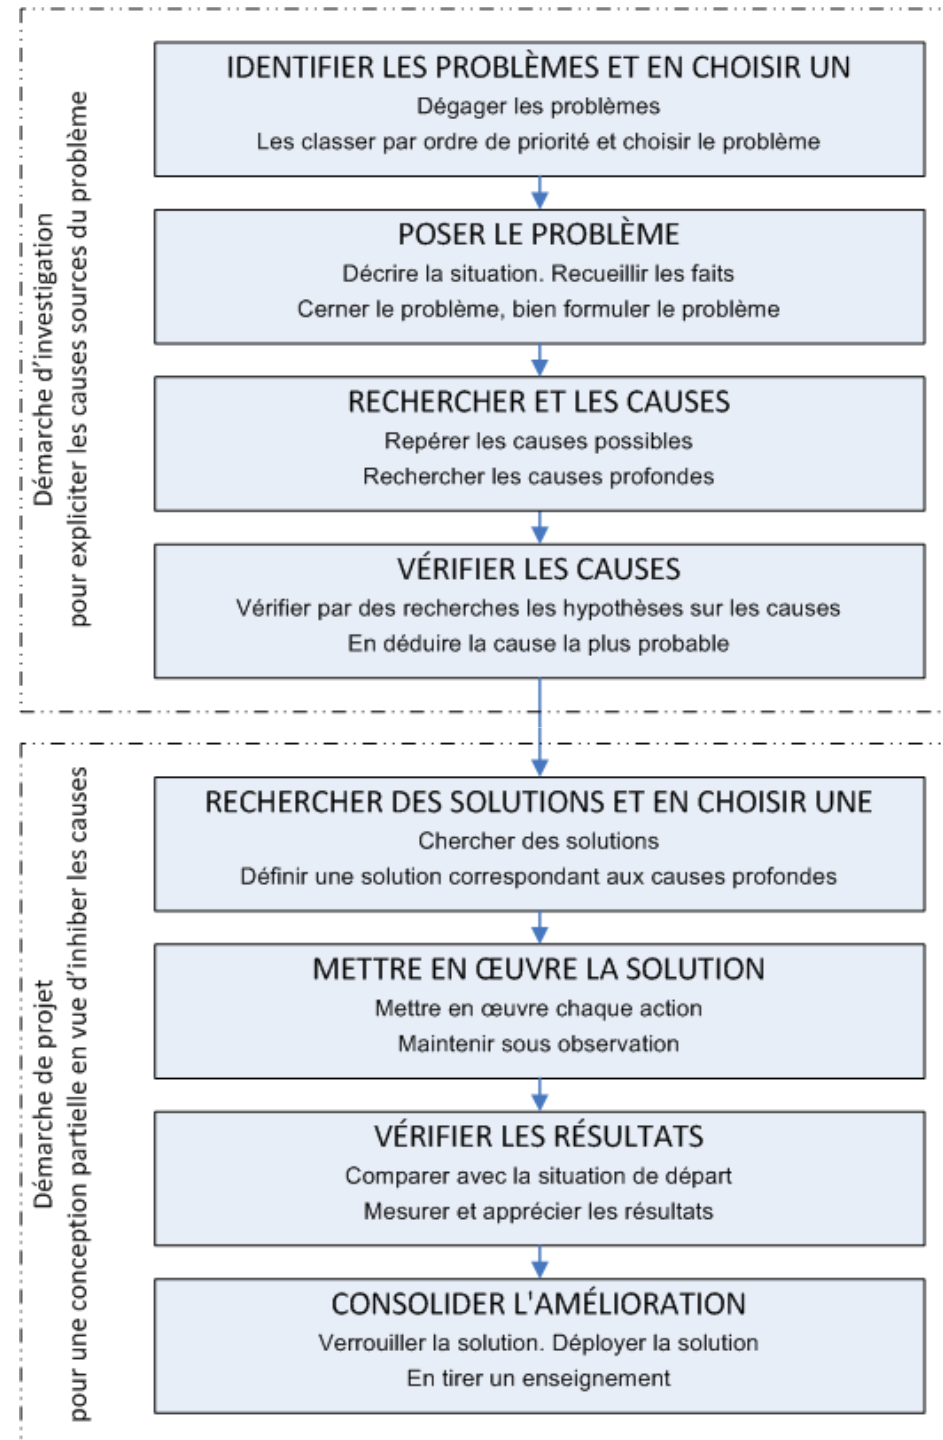 Démarche d'investigation
pour expliciter les causes sources du problème
IDENTIFIER LES PROBLÈMES ET EN CHOISIR UN
Dégager les problèmes
Les classer par ordre de priorité et choisir le problème
POSER LE PROBLÈME
Décrire la situation. Recueillir les faits
Cerner le problème, bien formuler le problème
RECHERCHER ET LES CAUSES
Repérer les causes possibles
Rechercher les causes profondes
VÉRIFIER LES CAUSES
Vérifier par des recherches les hypothèses sur les causes
En déduire la cause la plus probable
Démarche de projet
pour une conception partielle en vue d'inhiber les causes
RECHERCHER DES SOLUTIONS ET EN CHOISIR UNE
Chercher des solutions
Définir une solution correspondant aux causes profondes
METTRE EN ŒUVRE LA SOLUTION
Mettre en œuvre chaque action
Maintenir sous observation
VÉRIFIER LES RÉSULTATS
Comparer avec la situation de départ
Mesurer et apprécier les résultats
CONSOLIDER L'AMÉLIORATION
Verrouiller la solution. Déployer la solution
En tirer un enseignement